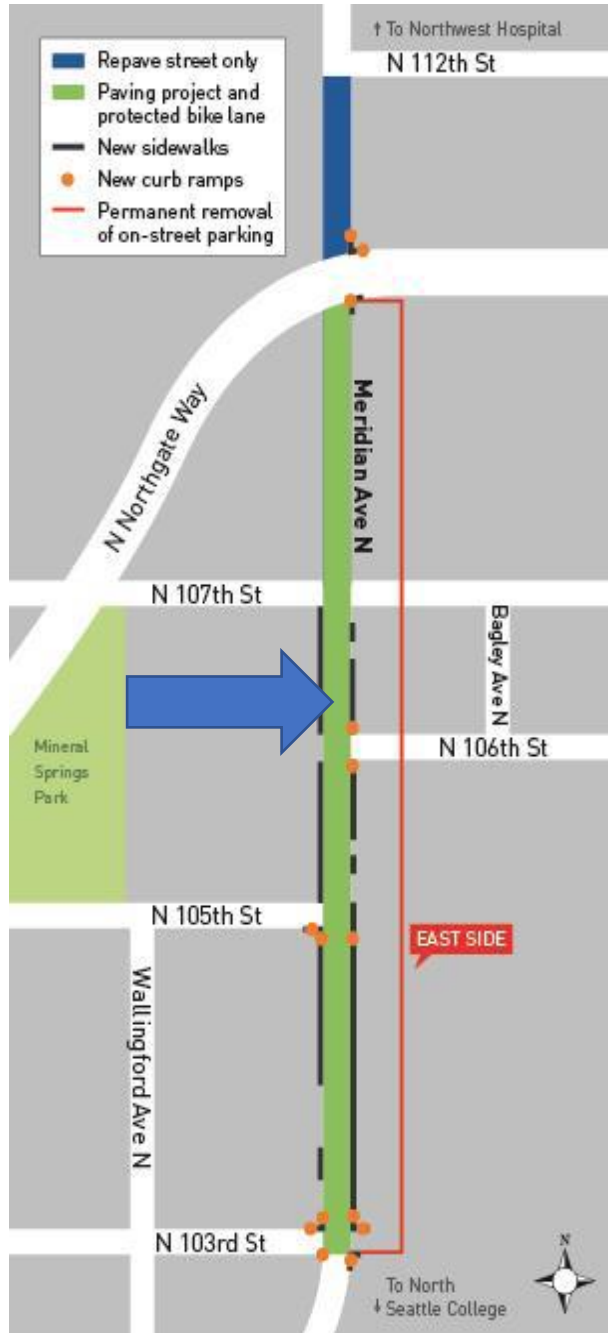 ↑ To Northwest Hospital
N 112th St
Repave street only
Paving project and
protected bike lane
New sidewalks
New curb ramps
Permanent removal
of on-street parking
N Northgate Way
Meridian Ave N
N 107th St
Bagley Ave N
N 106th St
Mineral
Springs
Park
N 105th St
EAST SIDE
Wallingford Ave N
N 103rd St
N
To North
↓ Seattle College